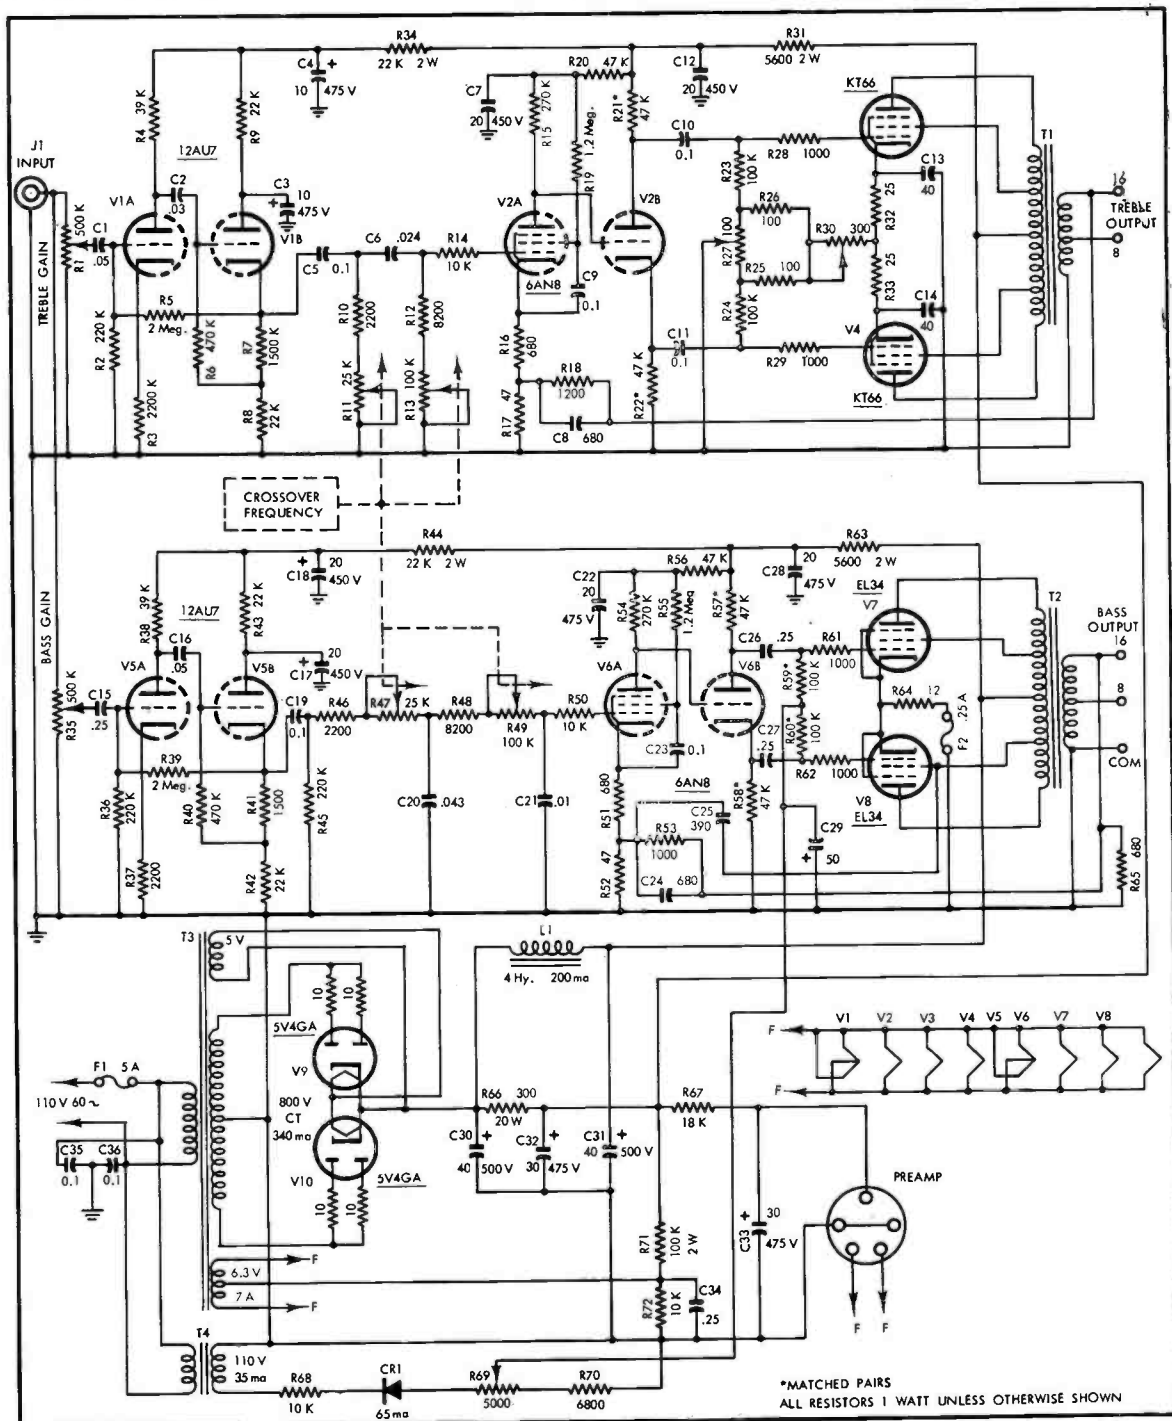 J1
INPUT
TREBLE GAIN
R1
500 K
C1
.05
R4
39 K
R9
22 K
12AU7
V1A
V1B
C2
.03
C3
10
475 V
C4
+
10
475 V
R34
22 K 2 W
R5
2 Meg.
R2
220 K
R6
470 K
R7
1500 K
R3
2200 K
R8
22 K
C5
0.1
C6
.024
R14
10 K
R10
2200
R12
8200
R11
25 K
R13
100 K
C7
20
450 V
R15
270 K
R20
47 K
R19
1.2 Meg.
R21*
47 K
V2A
V2B
6AN8
C9
0.1
R16
680
R17
47
R18
1200
C8
680
R22*
47 K
C12
20
450 V
R31
5600 2 W
C10
0.1
C11
0.1
R23
100 K
R24
100 K
R26
100
R27
100
R25
100
R28
1000
R29
1000
R30
300
R32
25
R33
25
KT66
V4
KT66
C13
40
C14
40
T1
16
TREBLE
OUTPUT
8
CROSSOVER
FREQUENCY
BASS GAIN
R35
500 K
C15
.25
R38
39 K
R43
22 K
12AU7
V5A
V5B
C16
.05
C17
+
20
450 V
C18
+
20
450 V
R44
22 K 2 W
R39
2 Meg.
R36
220 K
R40
470 K
R41
1500
R37
2200
R42
22 K
C19
0.1
R45
220 K
R46
2200
R47
25 K
R48
8200
R49
100 K
R50
10 K
C20
.043
C21
.01
C22
20
475 V
R54
270 K
R55
1.2 Meg
R56
47 K
R57*
47 K
V6A
V6B
6AN8
C23
0.1
R51
680
R52
47
R53
1000
C24
680
C25
390
R58*
47 K
C26
.25
C27
.25
R59*
100 K
R60*
100 K
R61
1000
R62
1000
C28
20
475 V
R63
5600 2 W
EL34
V7
V8
EL34
R64
12
.25 A
F2
C29
+
50
T2
BASS
OUTPUT
16
8
COM
R65
680
T3
5 V
10
10
5V4GA
V9
800 V
CT
340 ma
V10
5V4GA
10
10
F1 5 A
110 V 60 ~
C35
0.1
C36
0.1
6.3 V
7 A
F
F
T4
110 V
35 ma
R68
10 K
CR1
65 ma
R69
5000
R70
6800
L1
4 Hy. 200 ma
R66
300
20 W
C30
+
40
500 V
C32
+
30
475 V
C31
+
40
500 V
R67
18 K
R71
100 K
2 W
R72
10 K
C34
.25
C33
+
30
475 V
PREAMP
F
F
F
F
V1
V2
V3
V4
V5
V6
V7
V8
*MATCHED PAIRS
ALL RESISTORS 1 WATT UNLESS OTHERWISE SHOWN